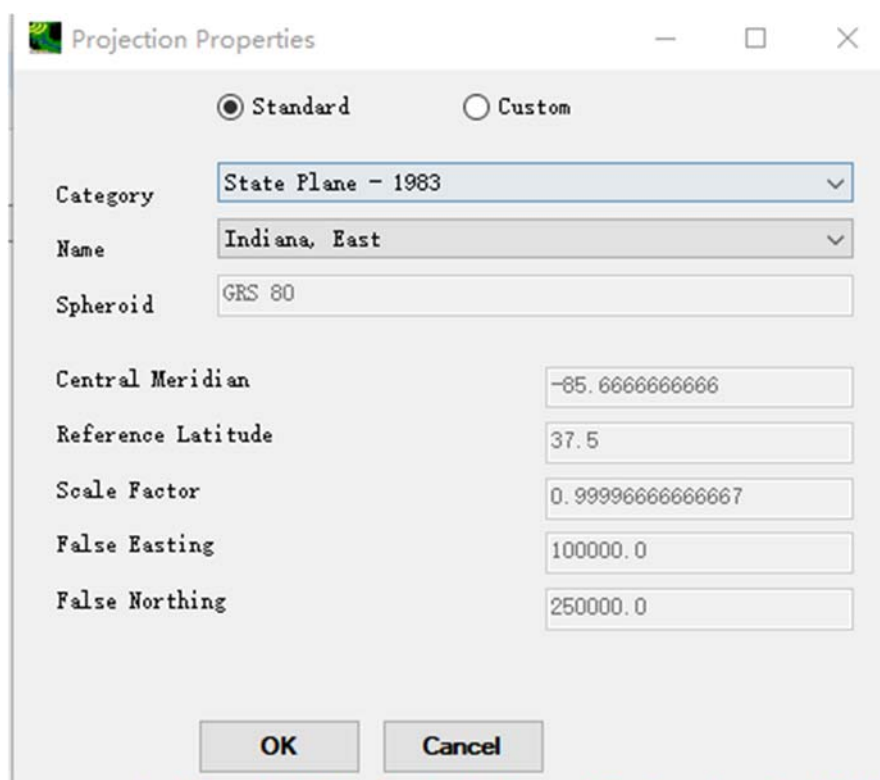 Projection Properties
Standard Custom
Category State Plane - 1983
Name Indiana, East
Spheroid GRS 80
Central Meridian -85.6666666666
Reference Latitude 37.5
Scale Factor 0.99996666666667
False Easting 100000.0
False Northing 250000.0
OK Cancel